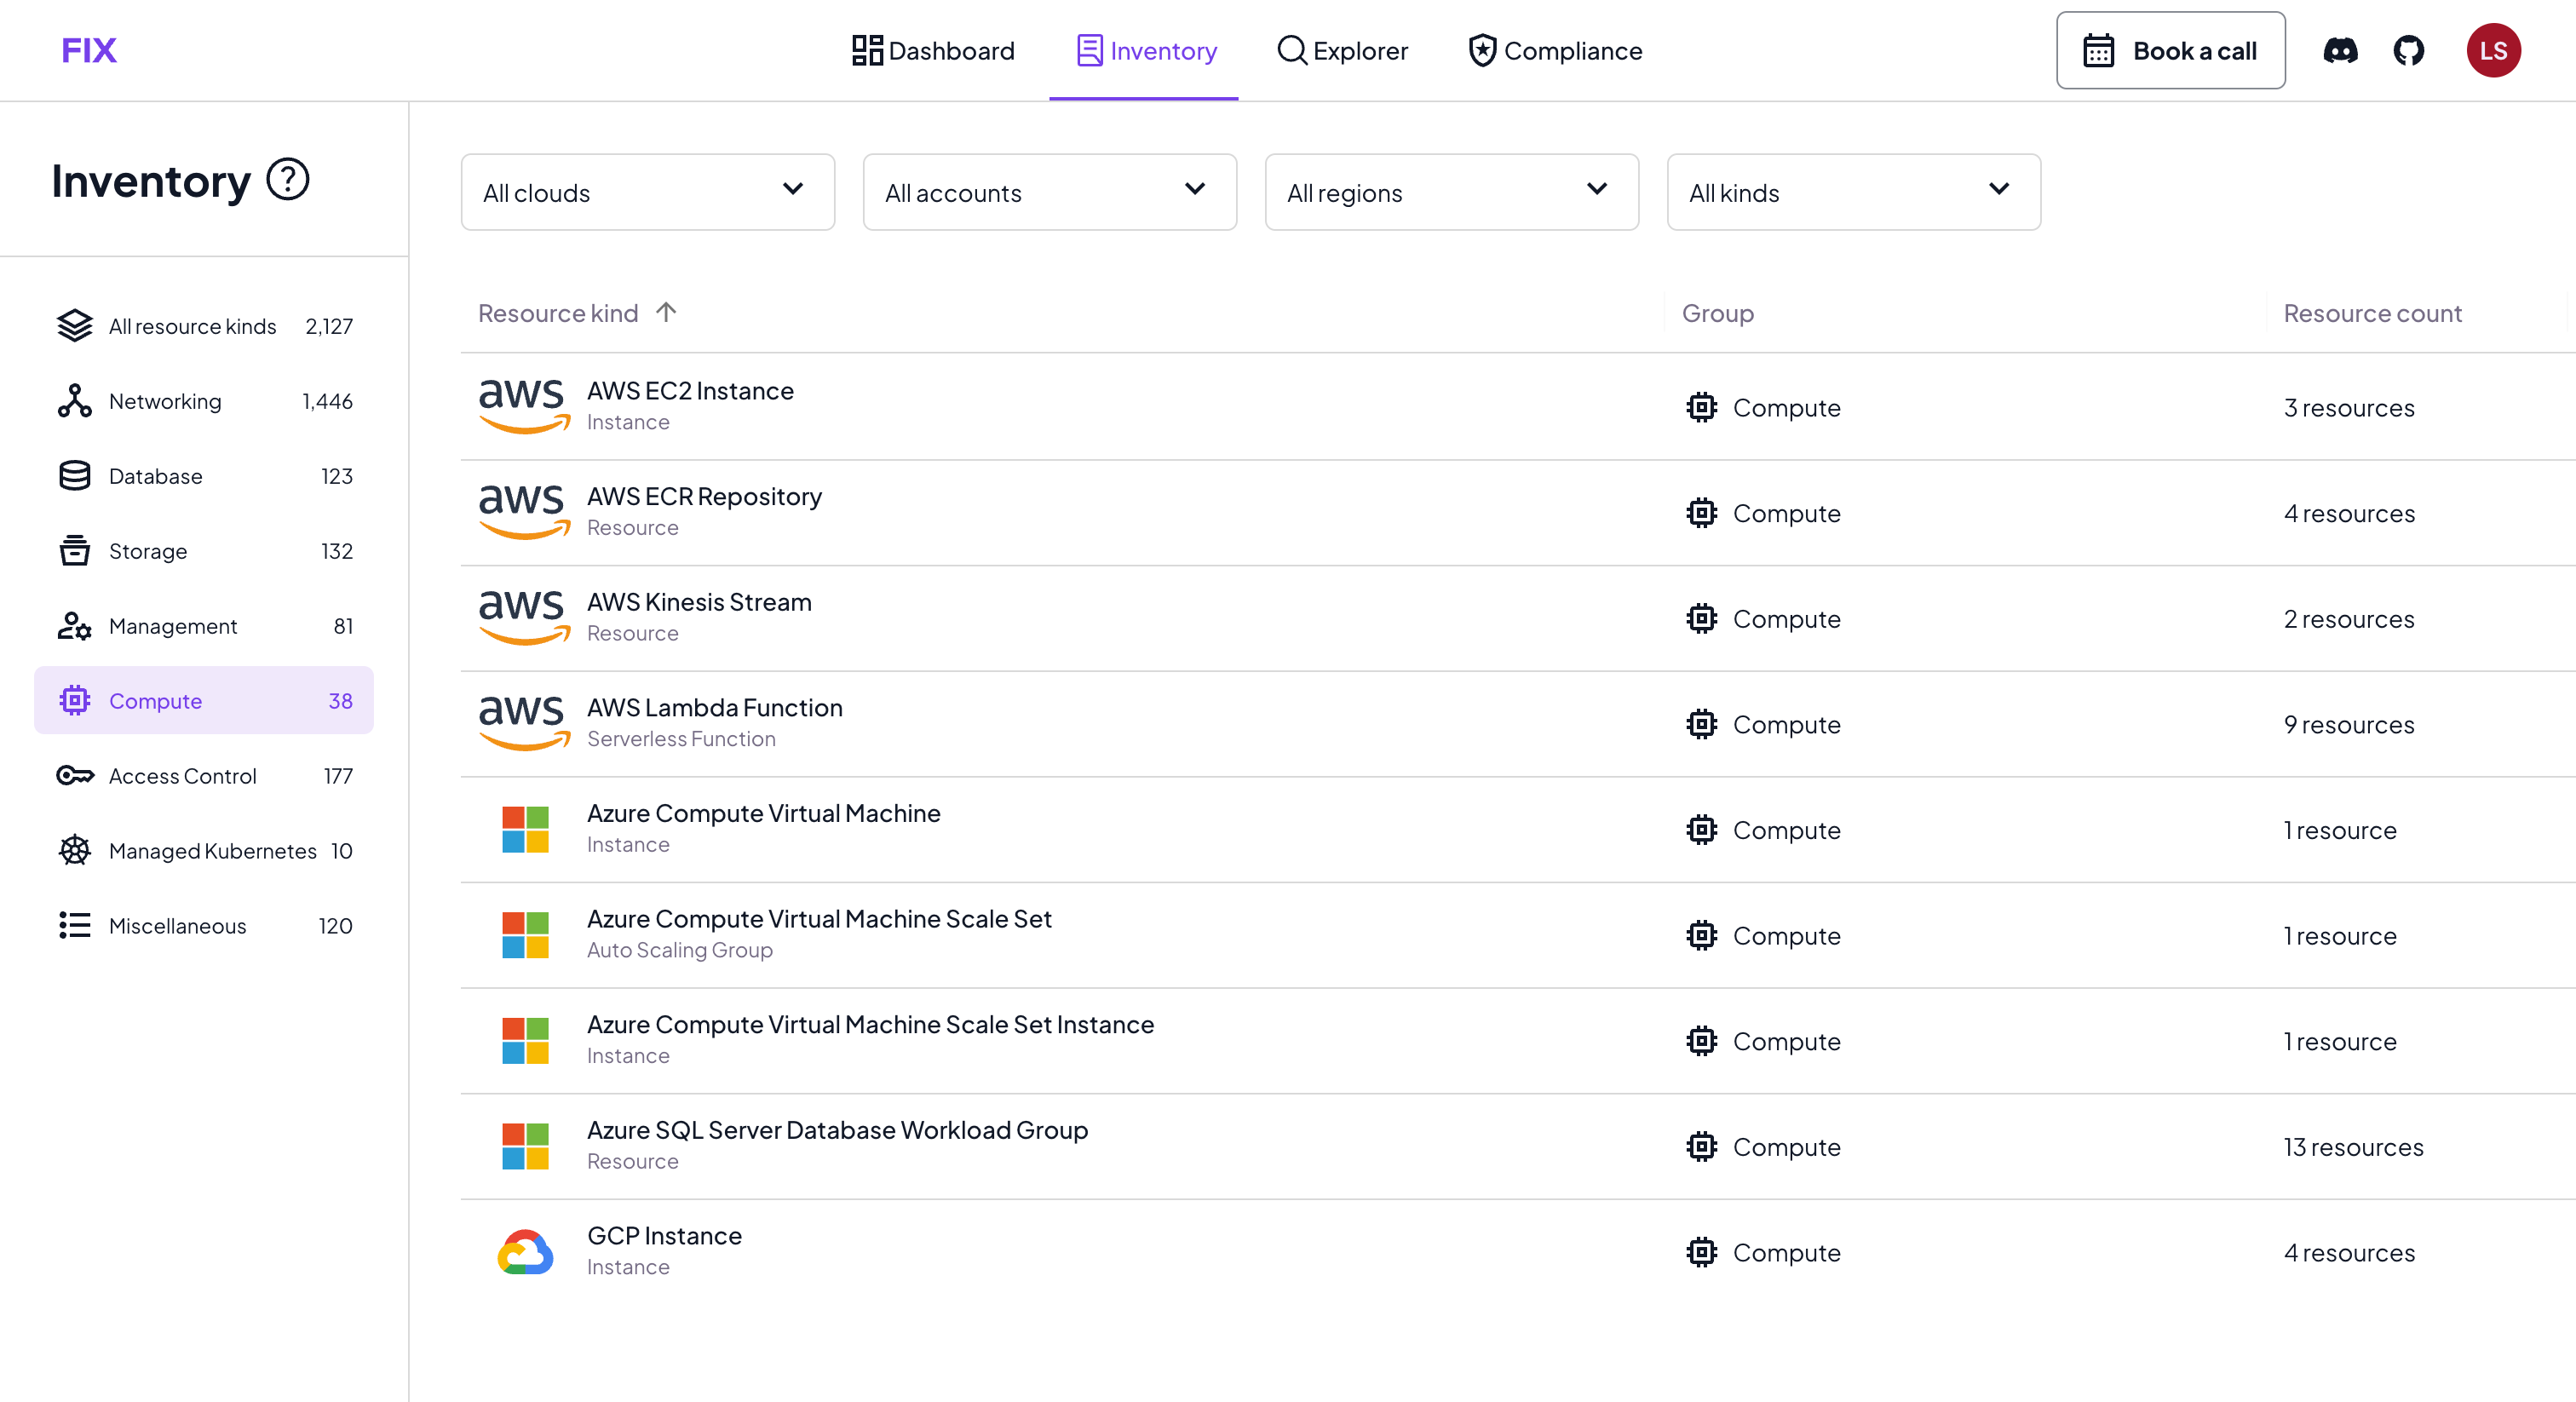 FIX
Dashboard
Inventory
Explorer
Compliance
Book a call
LS
Inventory
?
All resource kinds 2,127
Networking 1,446
Database 123
Storage 132
Management 81
Compute 38
Access Control 177
Managed Kubernetes 10
Miscellaneous 120
All clouds
All accounts
All regions
All kinds
Resource kind
Group
Resource count
aws
AWS EC2 Instance
Instance
Compute
3 resources
aws
AWS ECR Repository
Resource
Compute
4 resources
aws
AWS Kinesis Stream
Resource
Compute
2 resources
aws
AWS Lambda Function
Serverless Function
Compute
9 resources
Azure Compute Virtual Machine
Instance
Compute
1 resource
Azure Compute Virtual Machine Scale Set
Auto Scaling Group
Compute
1 resource
Azure Compute Virtual Machine Scale Set Instance
Instance
Compute
1 resource
Azure SQL Server Database Workload Group
Resource
Compute
13 resources
GCP Instance
Instance
Compute
4 resources